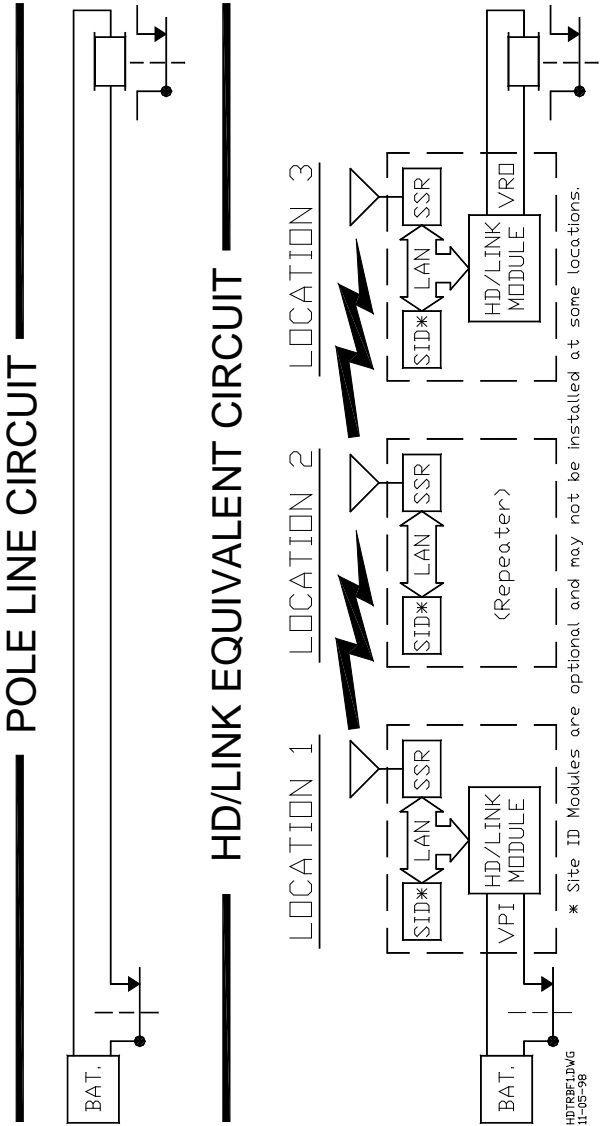 POLE LINE CIRCUIT
BAT.
HD/LINK EQUIVALENT CIRCUIT
LOCATION 1
LOCATION 2
LOCATION 3
SID*
LAN
SSR
SID*
LAN
SSR
SID*
LAN
SSR
BAT.
VPI
HD/LINK
MODULE
(Repeater)
HD/LINK
MODULE
VRO
* Site ID Modules are optional and may not be installed at some locations.
HDTRBF1.DWG
11-05-98